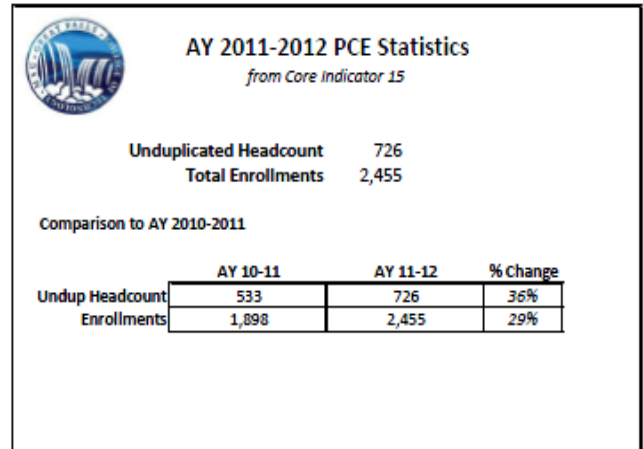 AY 2011-2012 PCE Statistics
from Core Indicator 15
Unduplicated Headcount 726
Total Enrollments 2,455
Comparison to AY 2010-2011
AY 10-11 AY 11-12 % Change
Undup Headcount 533 726 36%
Enrollments 1,898 2,455 29%